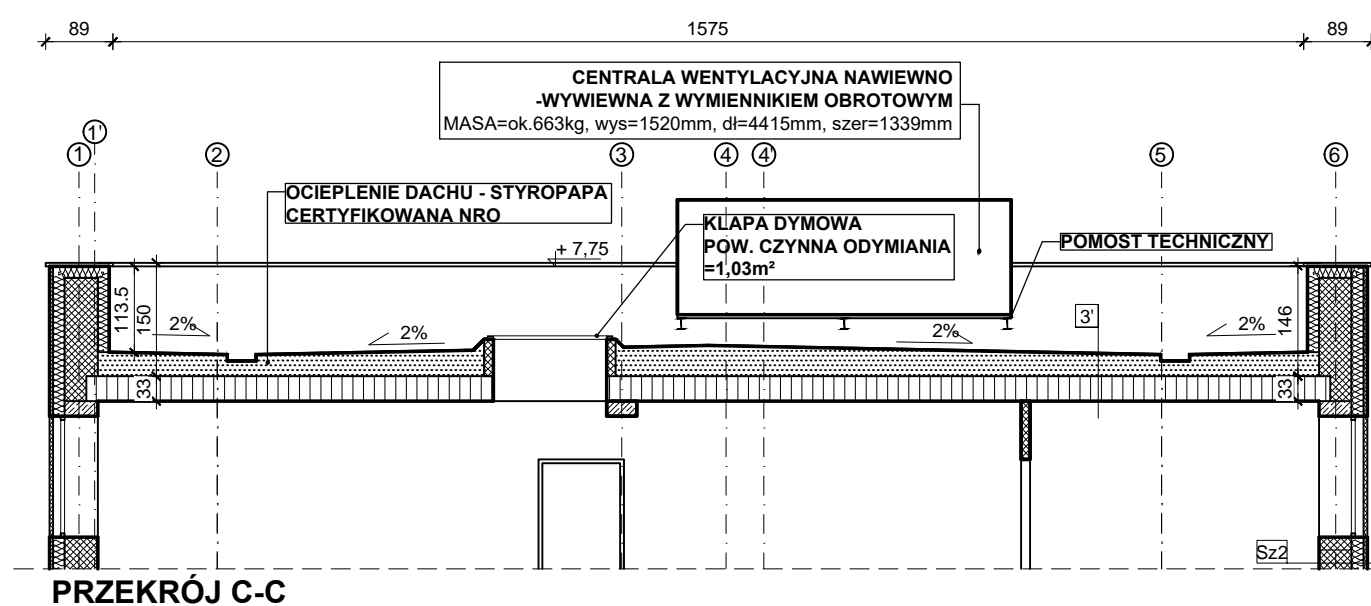 89
1575
89
CENTRALA WENTYLACYJNA NAWIEWNO
-WYWIEWNA Z WYMIENNIKIEM OBROTOWYM
MASA=ok.663kg, wys=1520mm, dł=4415mm, szer=1339mm
1
1'
2
3
4
4'
5
6
OCIEPLENIE DACHU - STYROPAPA
CERTYFIKOWANA NRO
KLAPA DYMOWA
POW. CZYNNA ODYMIANIA
=1,03m²
POMOST TECHNICZNY
+ 7,75
113.5
150
2%
2%
2%
2%
3'
146
33
33
Sz2
PRZEKRÓJ C-C